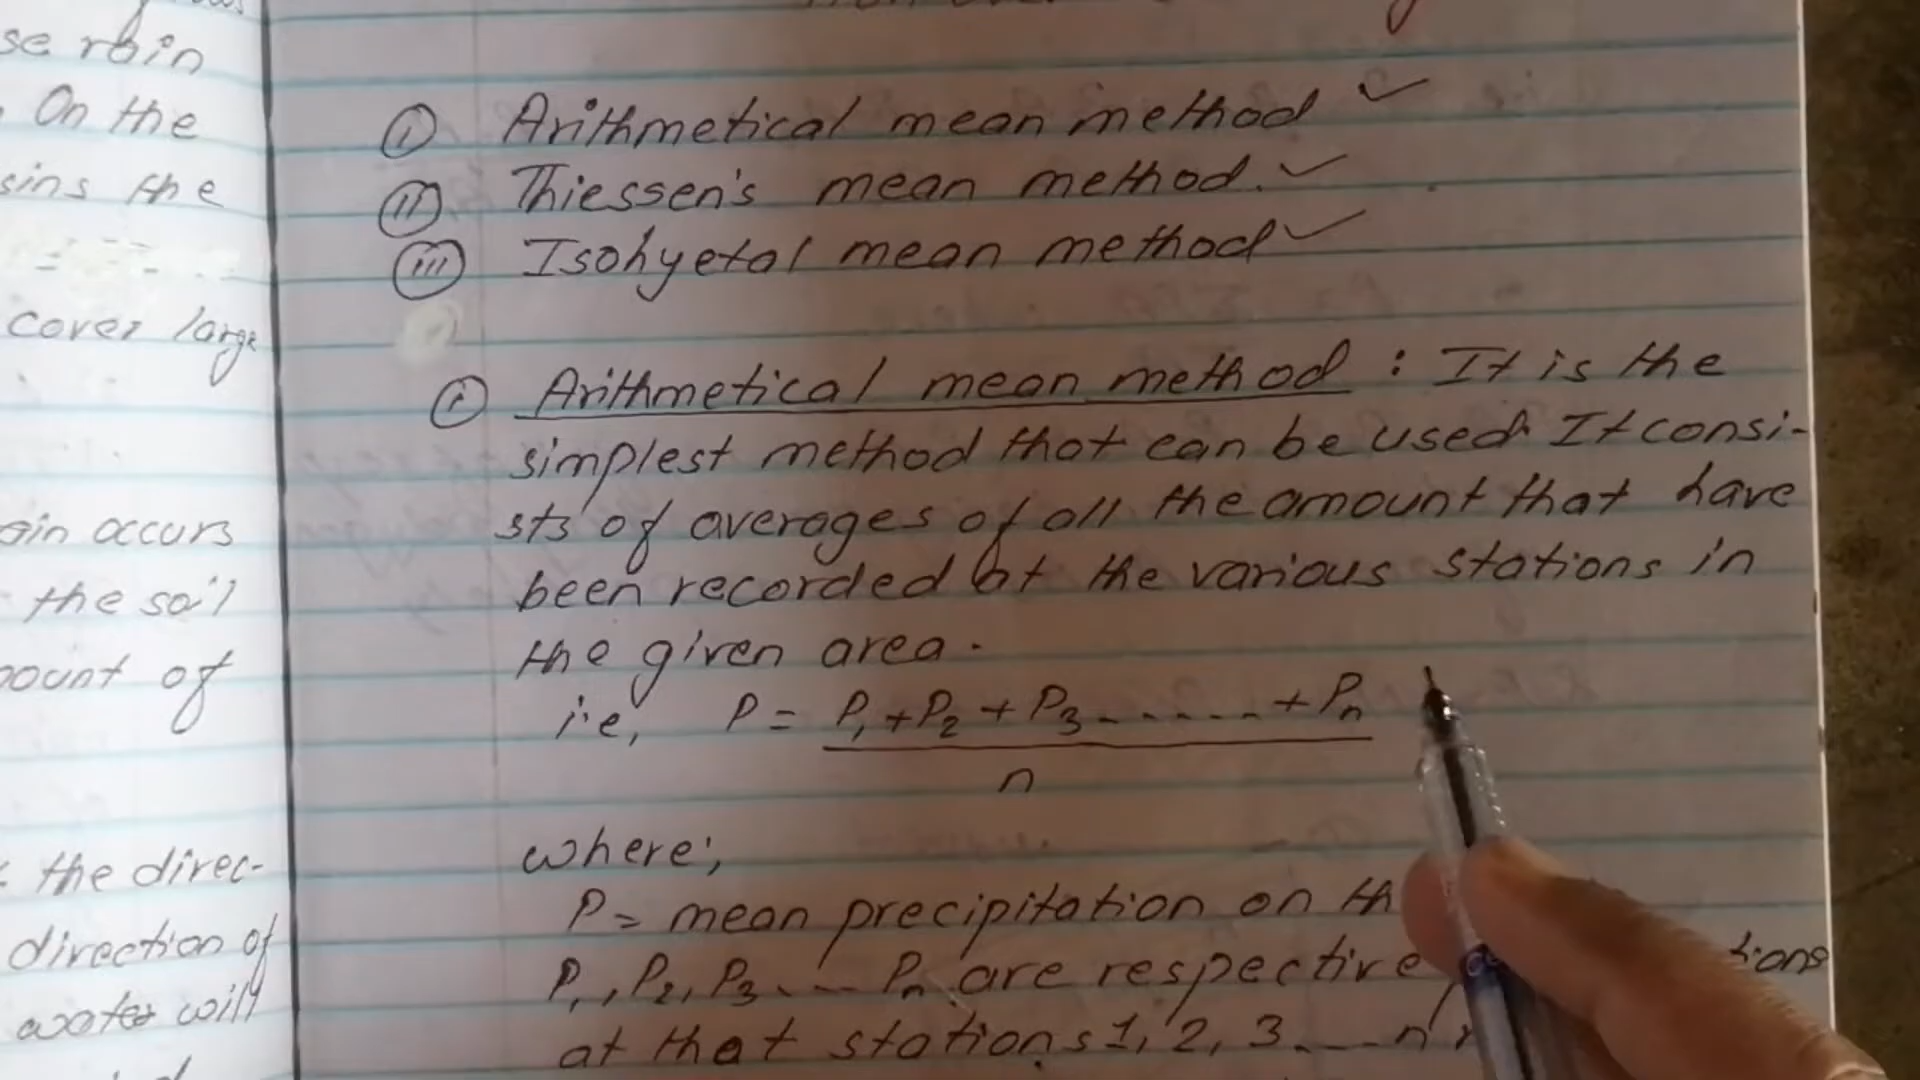 se rain
On the
sins the
cover large
occurs
the soil
of
the direc-
direction of
water will
(i) Arithmetical mean method ✓
(ii) Thiessen's mean method. ✓
(iii) Isohyetal mean method ✓
(i) Arithmetical mean method : It is the
simplest method that can be used. It consi-
sts of averages of all the amount that have
been recorded at the various stations in
the given area.
i.e, P = P1 + P2 + P3 ------ + Pn
n
where;
P = mean precipitation on th
P1, P2, P3 --- Pn are respective tions
at that stations 1, 2, 3 --- n